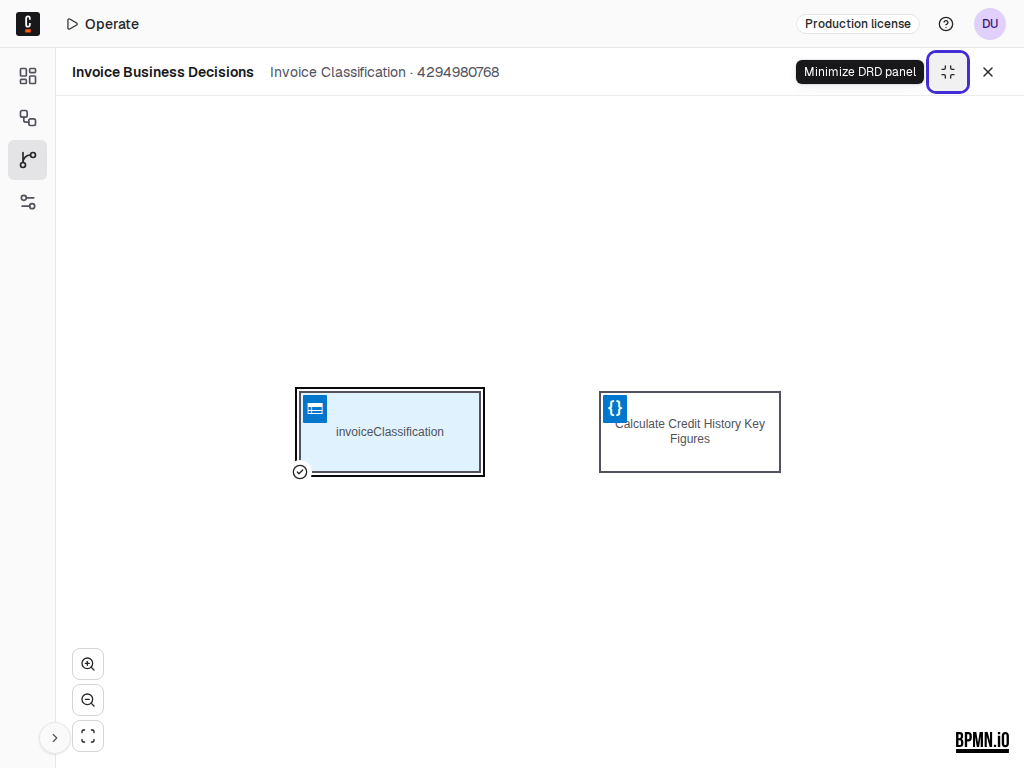 Operate
Production license
DU
Invoice Business Decisions
Invoice Classification · 4294980768
Minimize DRD panel
invoiceClassification
{}
Calculate Credit History Key
Figures
BPMN.iO